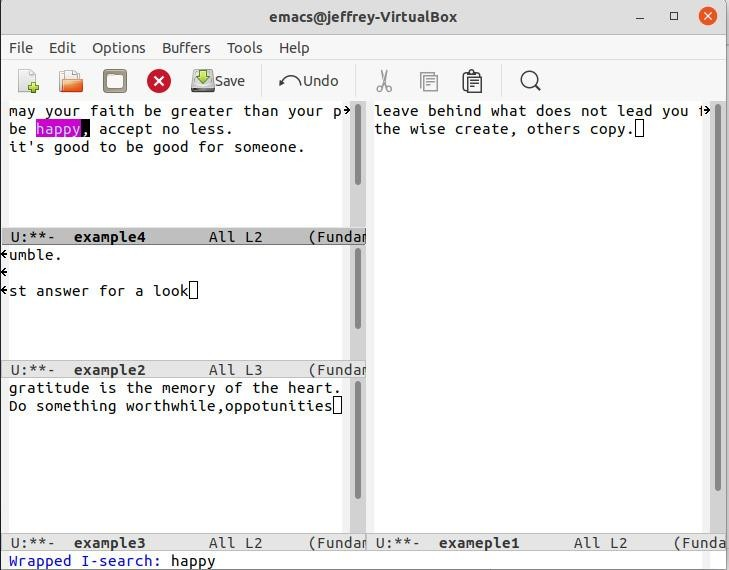 emacs@jeffrey-VirtualBox
File Edit Options Buffers Tools Help
Save Undo
may your faith be greater than your p
be happy, accept no less.
it's good to be good for someone.
U:**- example4 All L2 (Fundam
umble.
st answer for a look
U:**- example2 All L3 (Fundam
gratitude is the memory of the heart.
Do something worthwhile,oppotunities
U:**- example3 All L2 (Fundam
leave behind what does not lead you f
the wise create, others copy.
U:**- exameple1 All L2 (Funda
Wrapped I-search: happy